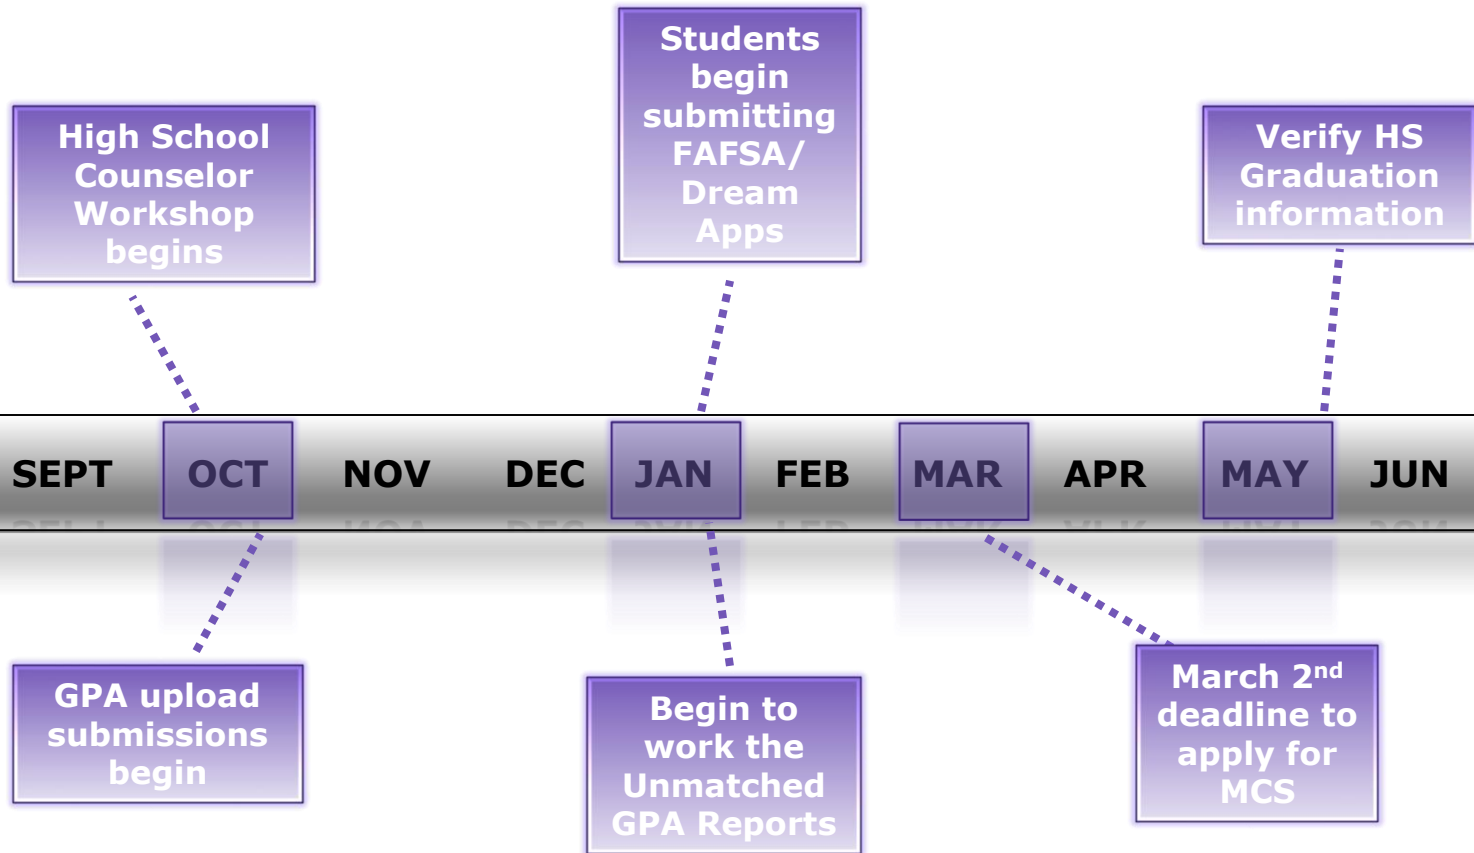 Students
begin
submitting
FAFSA/
Dream
Apps
High School
Counselor
Workshop
begins
Verify HS
Graduation
information
SEPT OCT NOV DEC JAN FEB MAR APR MAY JUN
GPA upload
submissions
begin
Begin to
work the
Unmatched
GPA Reports
March 2nd
deadline to
apply for
MCS